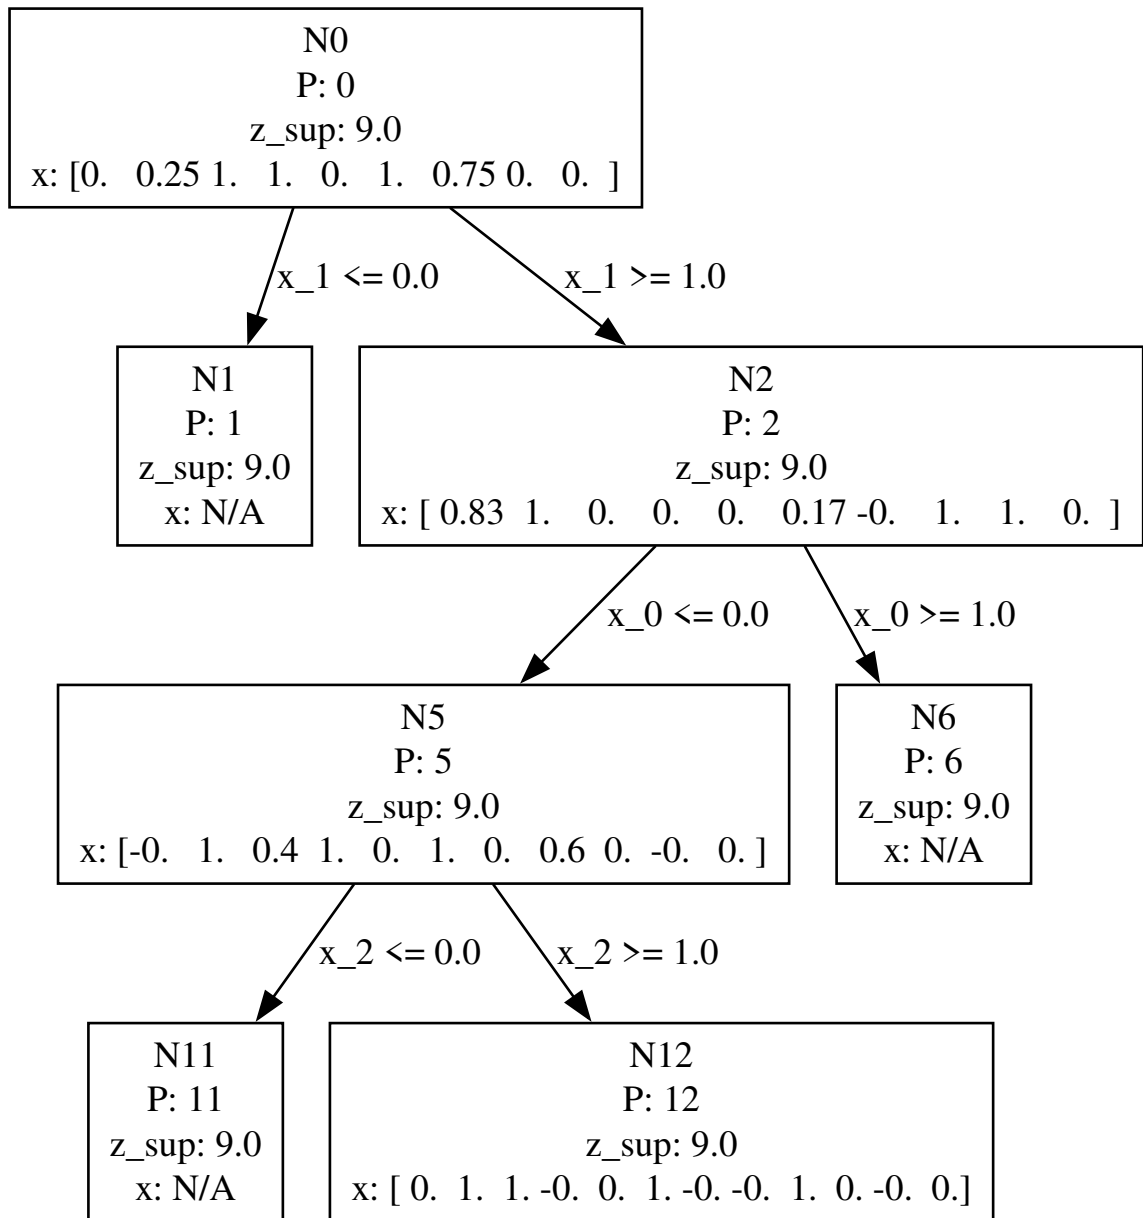 N0
P: 0
z_sup: 9.0
x: [0. 0.25 1. 1. 0. 1. 0.75 0. 0. ]
x_1 <= 0.0
x_1 >= 1.0
N1
P: 1
z_sup: 9.0
x: N/A
N2
P: 2
z_sup: 9.0
x: [ 0.83 1. 0. 0. 0. 0.17 -0. 1. 1. 0. ]
x_0 <= 0.0
x_0 >= 1.0
N5
P: 5
z_sup: 9.0
x: [-0. 1. 0.4 1. 0. 1. 0. 0.6 0. -0. 0. ]
N6
P: 6
z_sup: 9.0
x: N/A
x_2 <= 0.0
x_2 >= 1.0
N11
P: 11
z_sup: 9.0
x: N/A
N12
P: 12
z_sup: 9.0
x: [ 0. 1. 1. -0. 0. 1. -0. -0. 1. 0. -0. 0.]